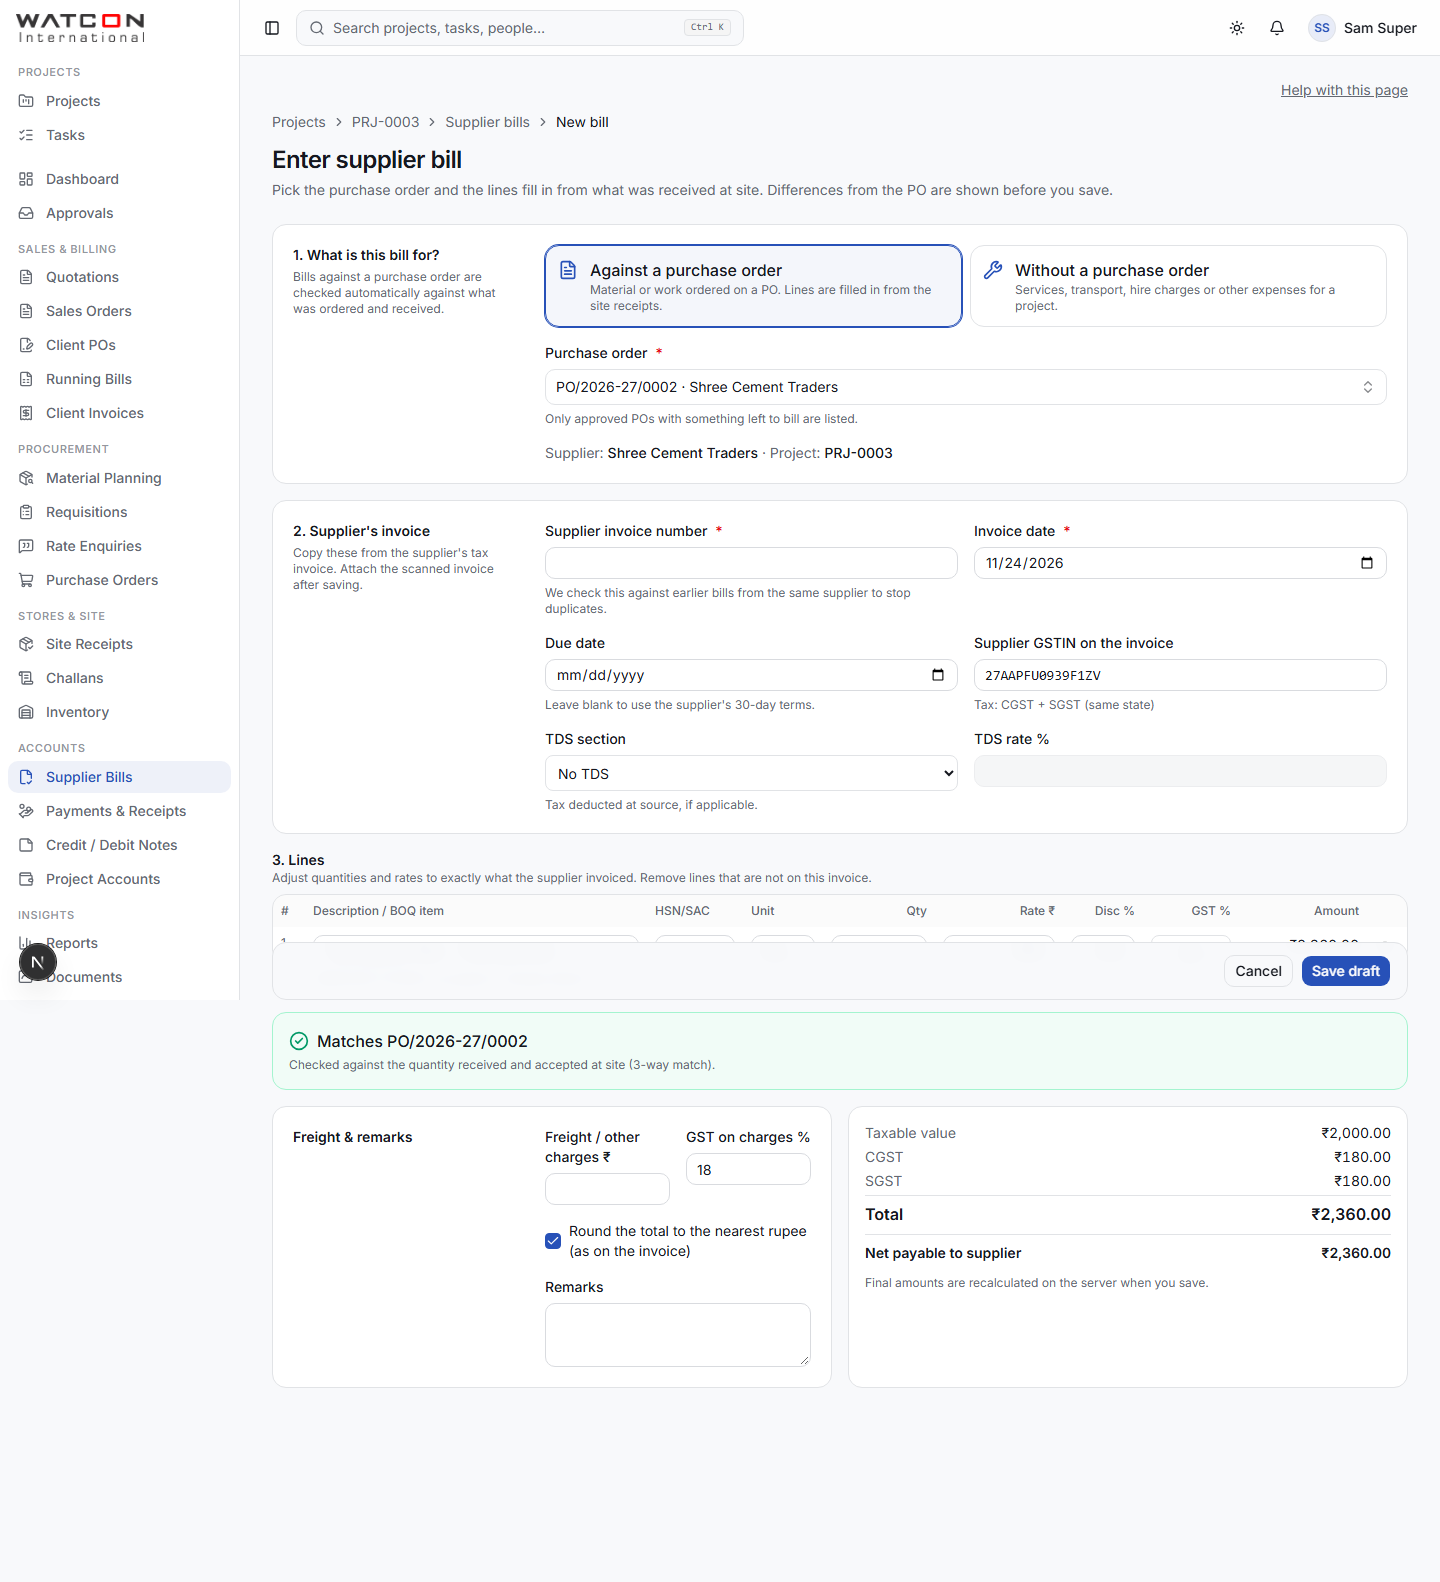 WATCON
International
Search projects, tasks, people...
Ctrl K
SS
Sam Super
PROJECTS
Projects
Tasks
Dashboard
Approvals
SALES & BILLING
Quotations
Sales Orders
Client POs
Running Bills
Client Invoices
PROCUREMENT
Material Planning
Requisitions
Rate Enquiries
Purchase Orders
STORES & SITE
Site Receipts
Challans
Inventory
ACCOUNTS
Supplier Bills
Payments & Receipts
Credit / Debit Notes
Project Accounts
INSIGHTS
Reports
N
Documents
Help with this page
Projects > PRJ-0003 > Supplier bills > New bill
Enter supplier bill
Pick the purchase order and the lines fill in from what was received at site. Differences from the PO are shown before you save.
1. What is this bill for?
Bills against a purchase order are
checked automatically against what
was ordered and received.
Against a purchase order
Material or work ordered on a PO. Lines are filled in from the
site receipts.
Without a purchase order
Services, transport, hire charges or other expenses for a
project.
Purchase order *
PO/2026-27/0002 · Shree Cement Traders
Only approved POs with something left to bill are listed.
Supplier: Shree Cement Traders · Project: PRJ-0003
2. Supplier's invoice
Copy these from the supplier's tax
invoice. Attach the scanned invoice
after saving.
Supplier invoice number *
We check this against earlier bills from the same supplier to stop
duplicates.
Invoice date *
11/24/2026
Due date
mm/dd/yyyy
Leave blank to use the supplier's 30-day terms.
Supplier GSTIN on the invoice
27AAPFU0939F1ZV
Tax: CGST + SGST (same state)
TDS section
No TDS
Tax deducted at source, if applicable.
TDS rate %
3. Lines
Adjust quantities and rates to exactly what the supplier invoiced. Remove lines that are not on this invoice.
# Description / BOQ item HSN/SAC Unit Qty Rate ₹ Disc % GST % Amount
Cancel
Save draft
Matches PO/2026-27/0002
Checked against the quantity received and accepted at site (3-way match).
Freight & remarks
Freight / other
charges ₹
GST on charges %
18
Round the total to the nearest rupee
(as on the invoice)
Remarks
Taxable value ₹2,000.00
CGST ₹180.00
SGST ₹180.00
Total ₹2,360.00
Net payable to supplier ₹2,360.00
Final amounts are recalculated on the server when you save.